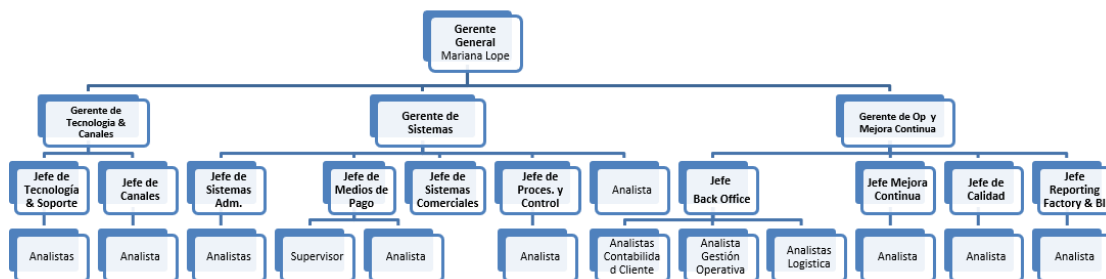 Gerente
General
Mariana Lope
Gerente de
Tecnologia &
Canales
Gerente de
Sistemas
Gerente de Op y
Mejora Continua
Jefe de
Tecnología
& Soporte
Jefe de
Canales
Jefe de
Sistemas
Adm.
Jefe de
Medios de
Pago
Jefe de
Sistemas
Comerciales
Jefe de
Proces. y
Control
Analista
Jefe
Back Office
Jefe Mejora
Continua
Jefe de
Calidad
Jefe
Reporting
Factory & BI
Analistas
Analista
Analistas
Supervisor
Analista
Analista
Analistas
Contabilida
d Cliente
Analista
Gestión
Operativa
Analistas
Logistica
Analista
Analista
Analista